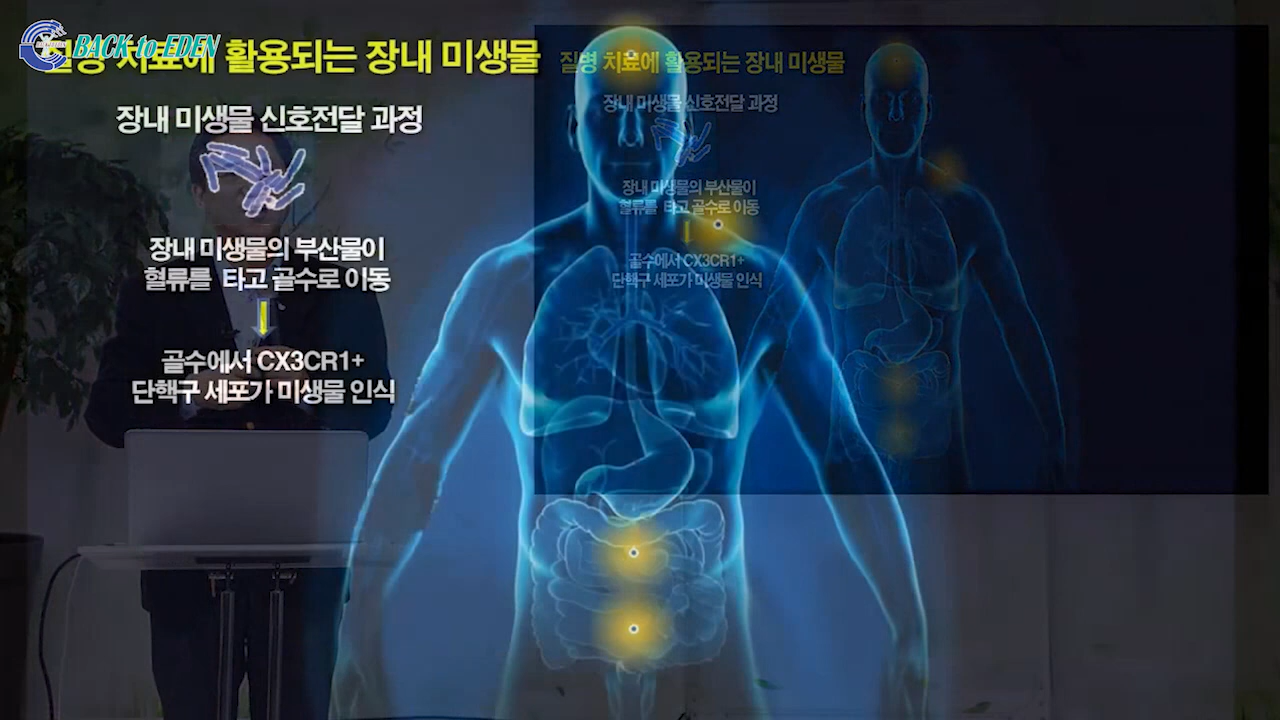 BACK to EDEN
질병 치료에 활용되는 장내 미생물
장내 미생물 신호전달 과정
장내 미생물의 부산물이
혈류를 타고 골수로 이동
골수에서 CX3CR1+
단핵구 세포가 미생물 인식
질병 치료에 활용되는 장내 미생물
장내 미생물 신호전달 과정
장내 미생물의 부산물이
혈류를 타고 골수로 이동
골수에서 CX3CR1+
단핵구 세포가 미생물 인식